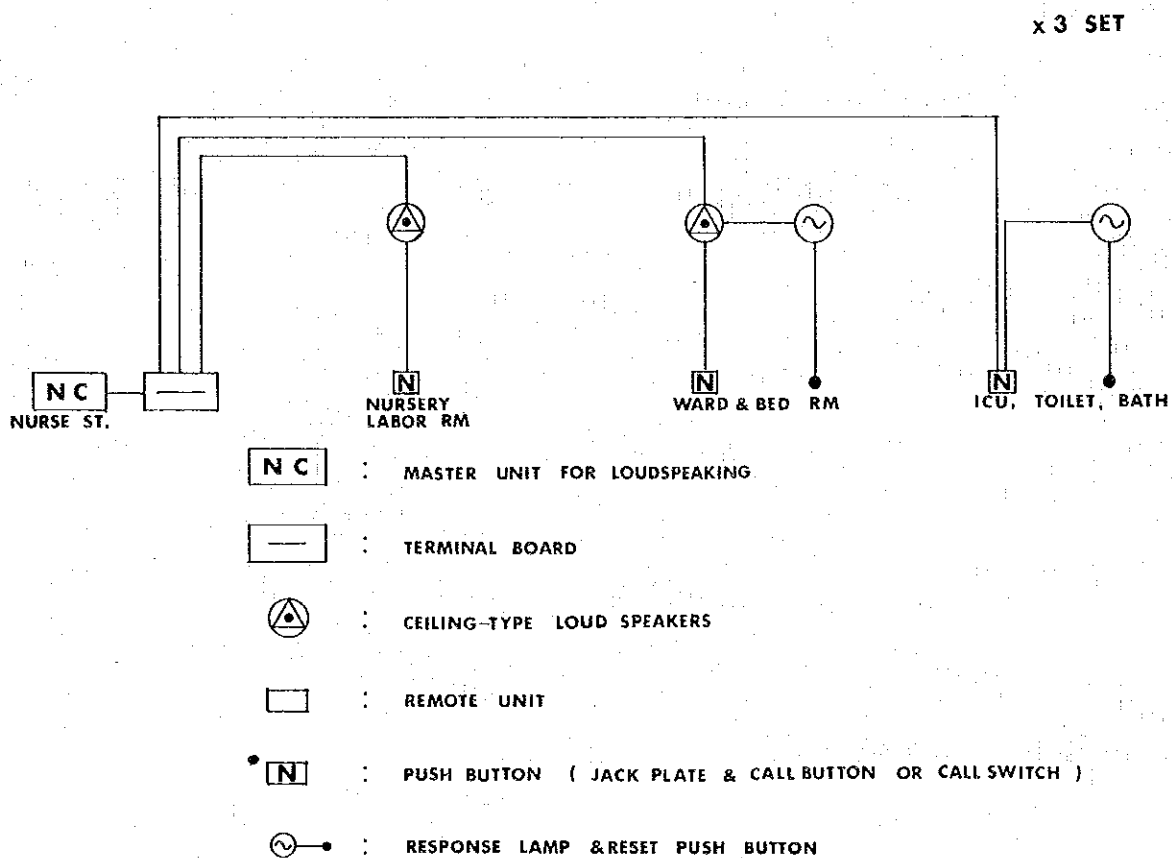 x 3 SET
N C
NURSE ST.
N
NURSERY
LABOR RM
N
WARD & BED RM
N
ICU, TOILET, BATH
N C : MASTER UNIT FOR LOUDSPEAKING
: TERMINAL BOARD
: CEILING-TYPE LOUD SPEAKERS
: REMOTE UNIT
N : PUSH BUTTON ( JACK PLATE & CALL BUTTON OR CALL SWITCH )
: RESPONSE LAMP & RESET PUSH BUTTON